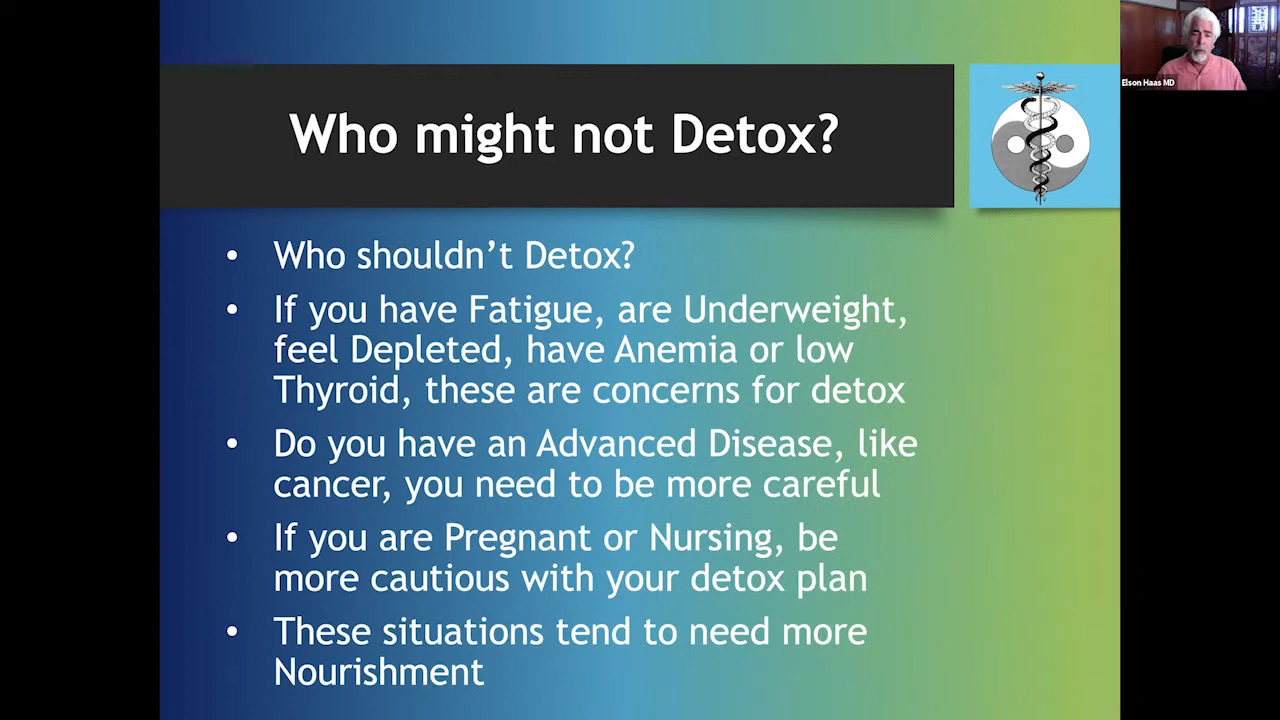 Who might not Detox?
Elson Haas MD
• Who shouldn't Detox?
• If you have Fatigue, are Underweight,
feel Depleted, have Anemia or low
Thyroid, these are concerns for detox
• Do you have an Advanced Disease, like
cancer, you need to be more careful
• If you are Pregnant or Nursing, be
more cautious with your detox plan
• These situations tend to need more
Nourishment